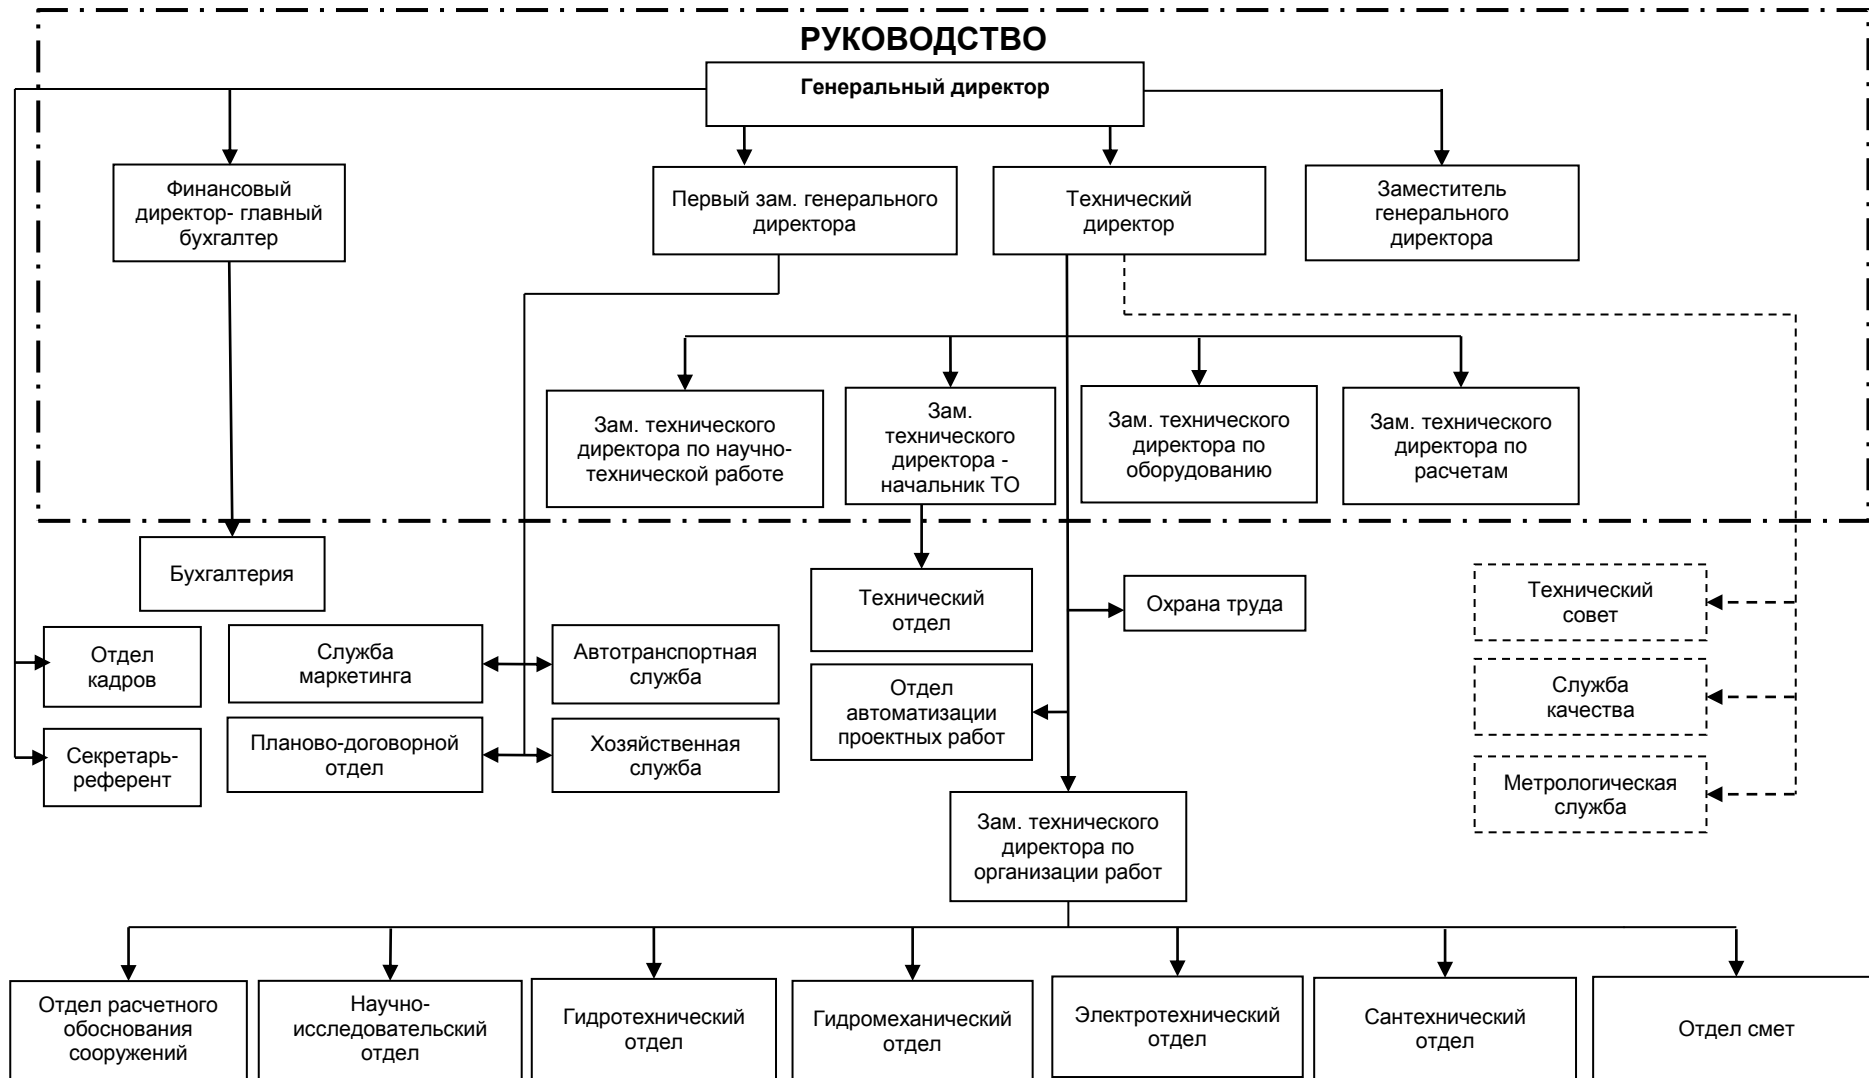 РУКОВОДСТВО
Генеральный директор
Финансовый
директор- главный
бухгалтер
Первый зам. генерального
директора
Технический
директор
Заместитель
генерального
директора
Зам. технического
директора по научно-
технической работе
Зам.
технического
директора -
начальник ТО
Зам. технического
директора по
оборудованию
Зам. технического
директора по
расчетам
Бухгалтерия
Технический
отдел
Охрана труда
Технический
совет
Отдел
кадров
Служба
маркетинга
Автотранспортная
служба
Отдел
автоматизации
проектных работ
Служба
качества
Секретарь-
референт
Планово-договорной
отдел
Хозяйственная
служба
Метрологическая
служба
Зам. технического
директора по
организации работ
Отдел расчетного
обоснования
сооружений
Научно-
исследовательский
отдел
Гидротехнический
отдел
Гидромеханический
отдел
Электротехнический
отдел
Сантехнический
отдел
Отдел смет